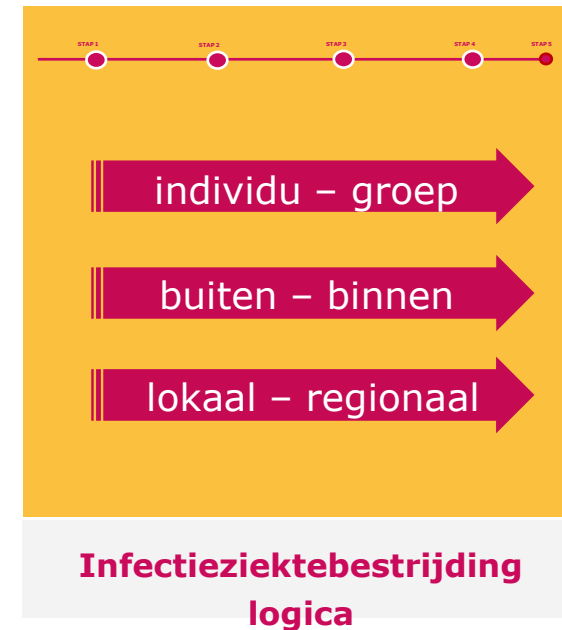 STAP 1 STAP 2 STAP 3 STAP 4 STAP 5
individu – groep
buiten – binnen
lokaal – regionaal
Infectieziektebestrijding
logica